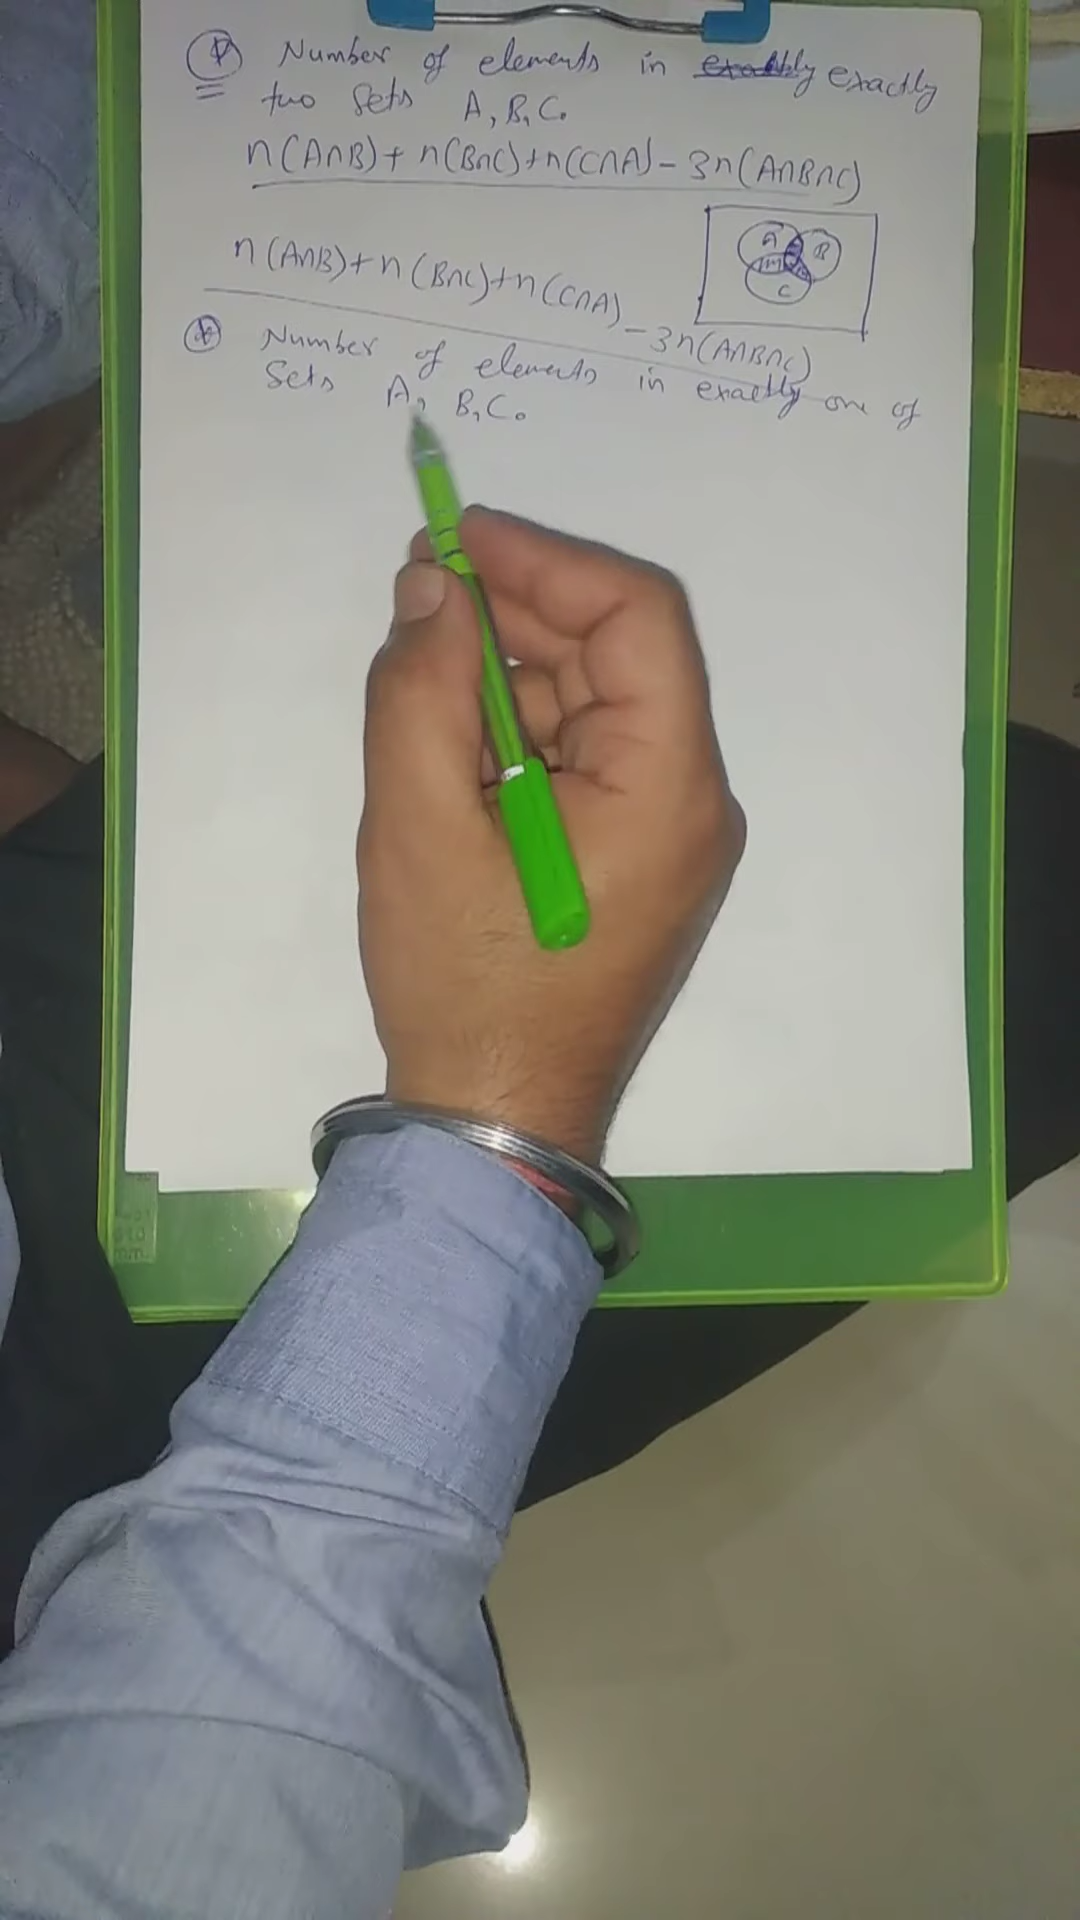 Number of elements in exactly exactly
two Sets A, B, C.
n(A∩B) + n(B∩C) + n(C∩A) - 3n(A∩B∩C)
A B
C
n(A∩B) + n(B∩C) + n(C∩A)
- 3n(A∩B∩C)
Number of elements in exactly one of
Sets A, B, C.